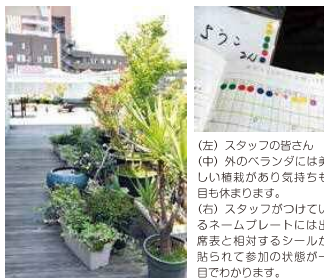 ようこ
さん
(左) スタッフの皆さん
(中) 外のベランダには美
しい植栽があり気持ちも
目も休まります。
(右) スタッフがつけてい
るネームプレートには出
席表と相対するシールが
貼られて参加の状態が一
目でわかります。